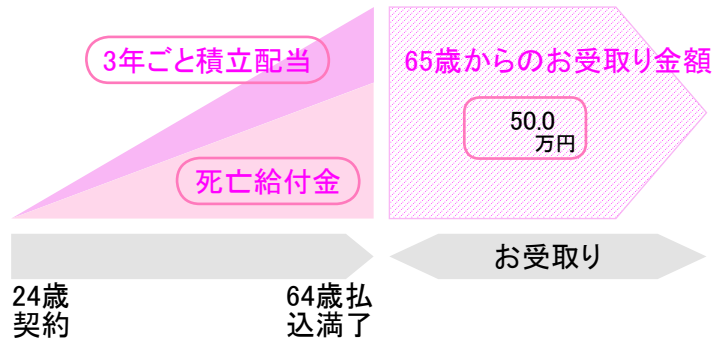 3年ごと積立配当
65歳からのお受取り金額
50.0
万円
死亡給付金
お受取り
24歳
契約
64歳払
込満了